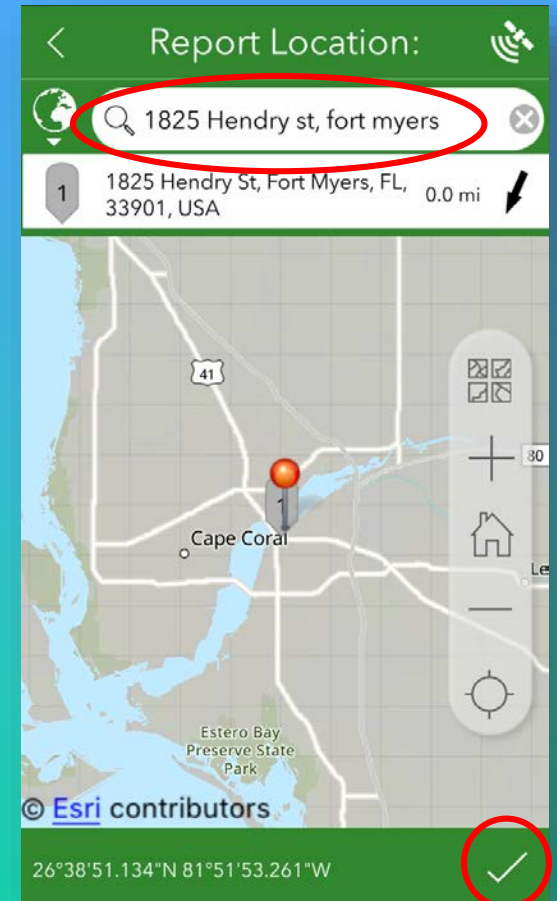 Report Location:
1825 Hendry st, fort myers
1
1825 Hendry St, Fort Myers, FL,
33901, USA
0.0 mi
41
80
1
Cape Coral
Le
Estero Bay
Preserve State
Park
© Esri contributors
26°38'51.134"N 81°51'53.261"W